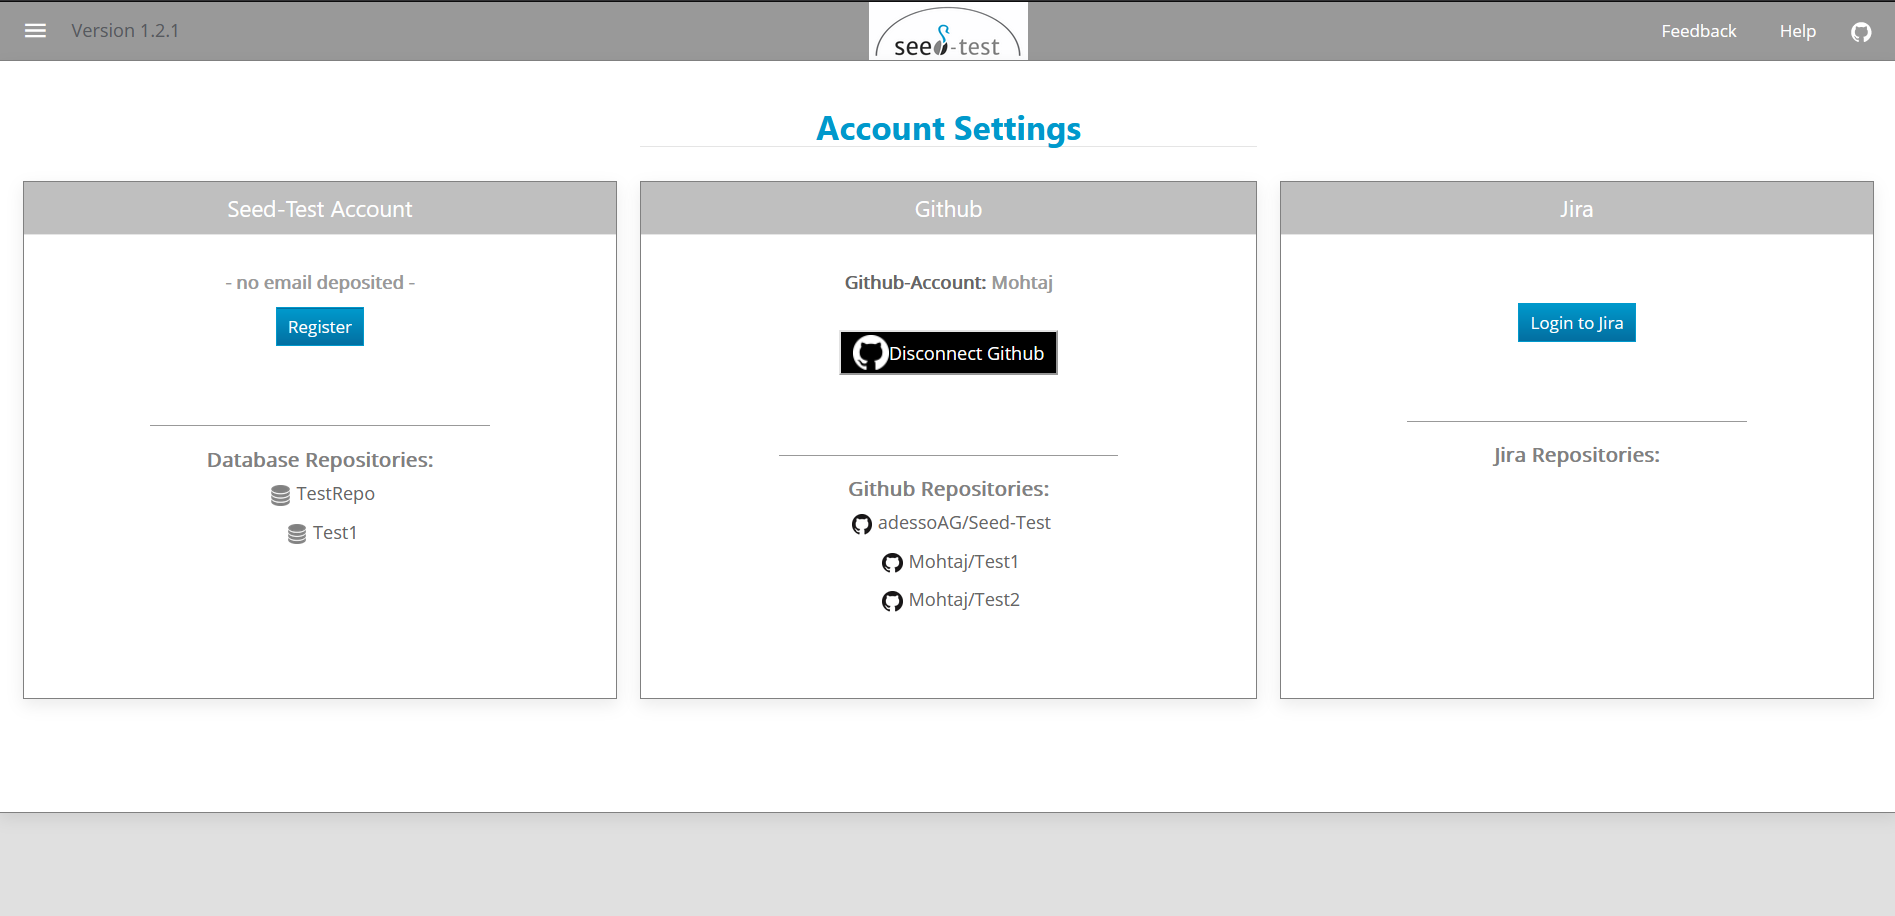 Version 1.2.1
seed-test
Feedback
Help
Account Settings
Seed-Test Account
- no email deposited -
Register
Database Repositories:
TestRepo
Test1
Github
Github-Account: Mohtaj
Disconnect Github
Github Repositories:
adessoAG/Seed-Test
Mohtaj/Test1
Mohtaj/Test2
Jira
Login to Jira
Jira Repositories: